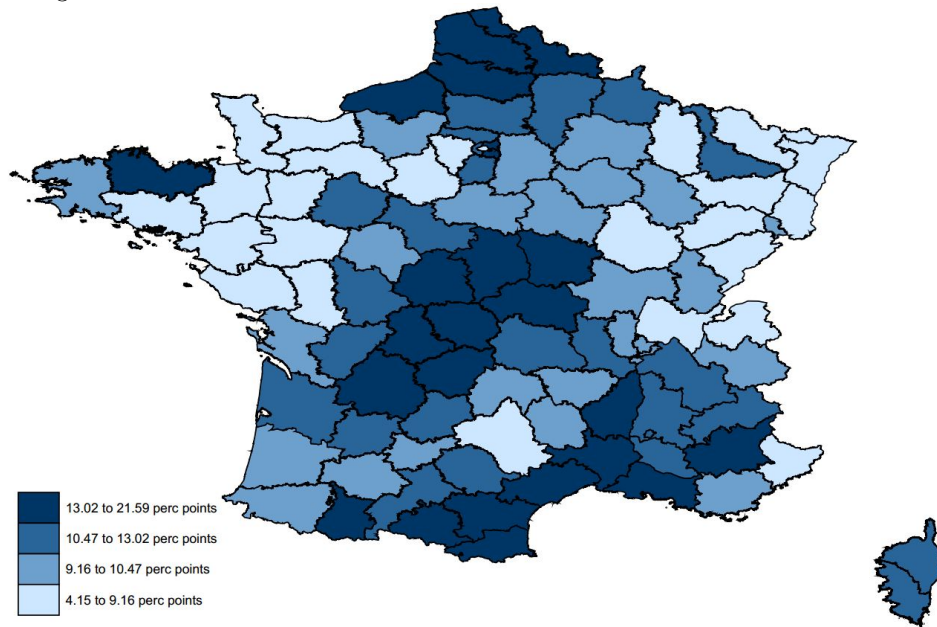 13.02 to 21.59 perc points
10.47 to 13.02 perc points
9.16 to 10.47 perc points
4.15 to 9.16 perc points